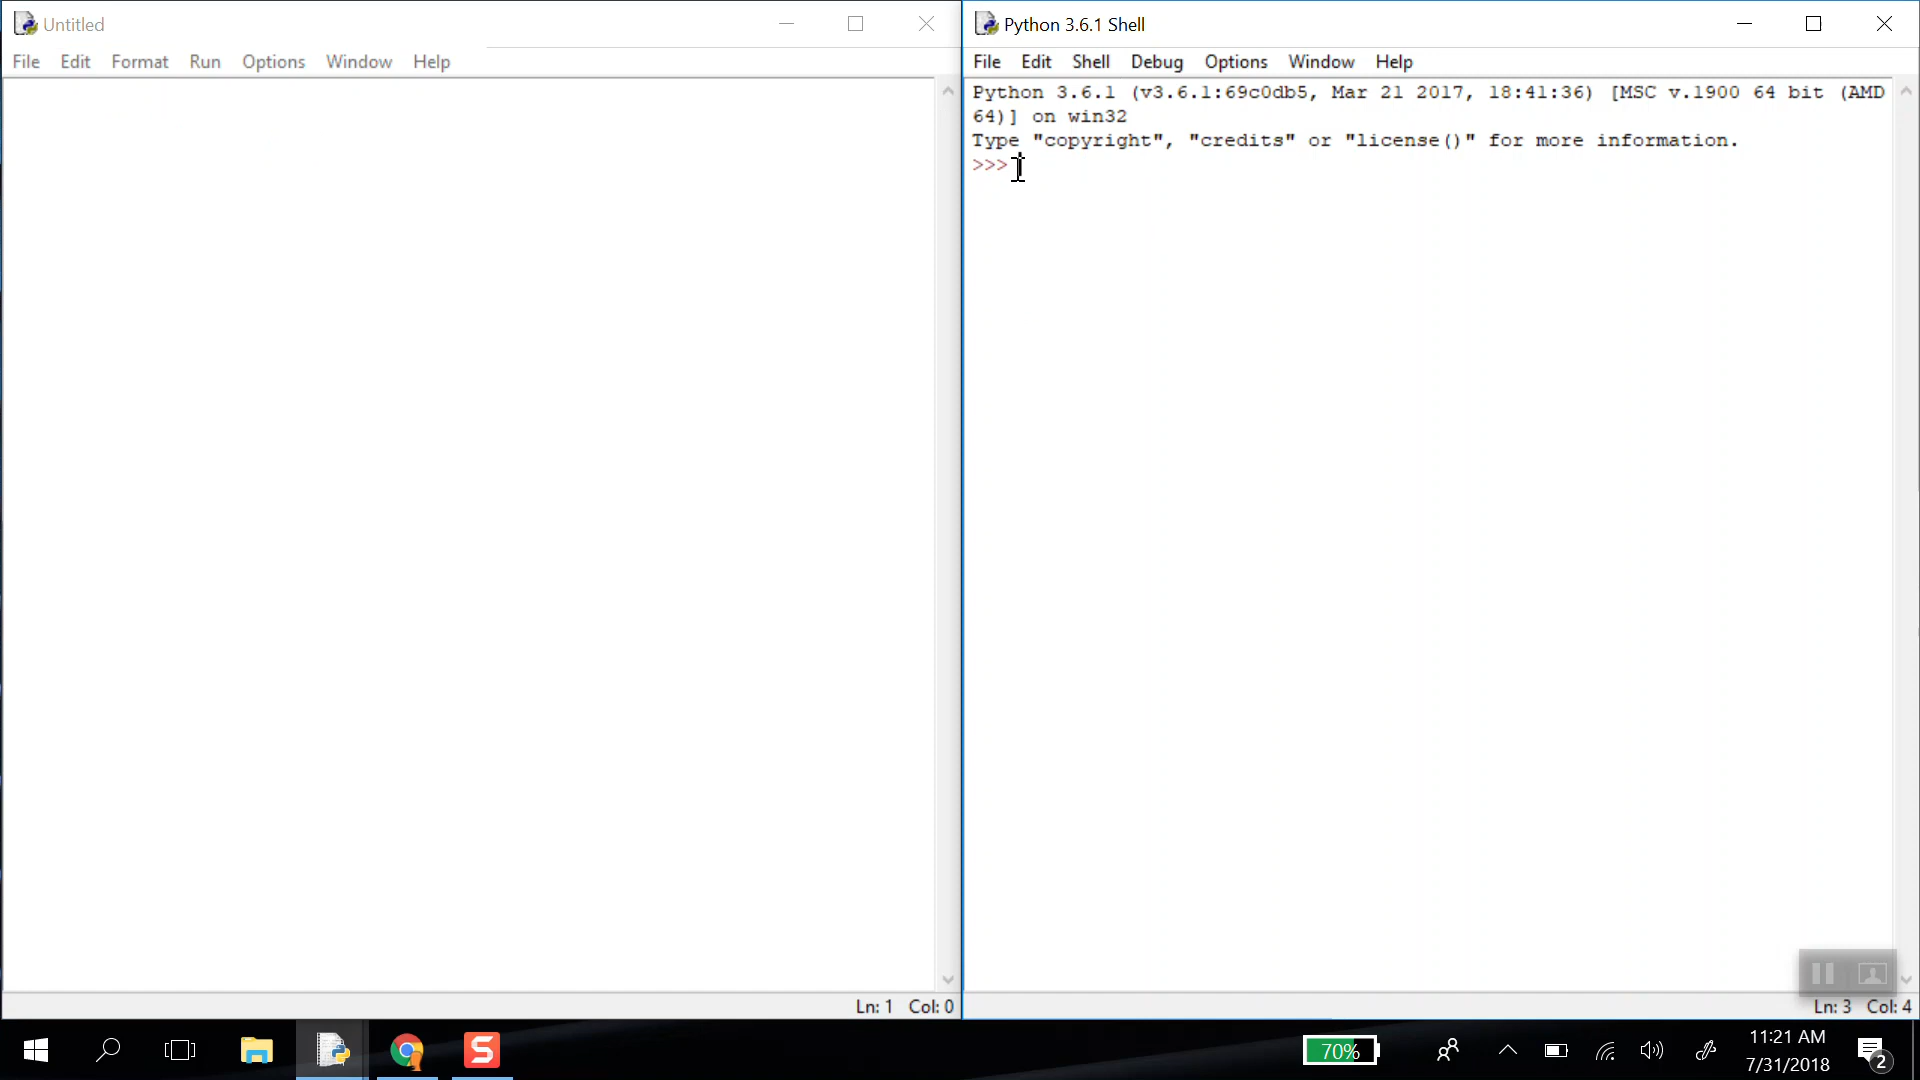 Untitled
File Edit Format Run Options Window Help
Ln: 1 Col: 0
Python 3.6.1 Shell
File Edit Shell Debug Options Window Help
Python 3.6.1 (v3.6.1:69c0db5, Mar 21 2017, 18:41:36) [MSC v.1900 64 bit (AMD
64)] on win32
Type "copyright", "credits" or "license()" for more information.
>>>
Ln: 3 Col: 4
S
70%
11:21 AM
7/31/2018
2